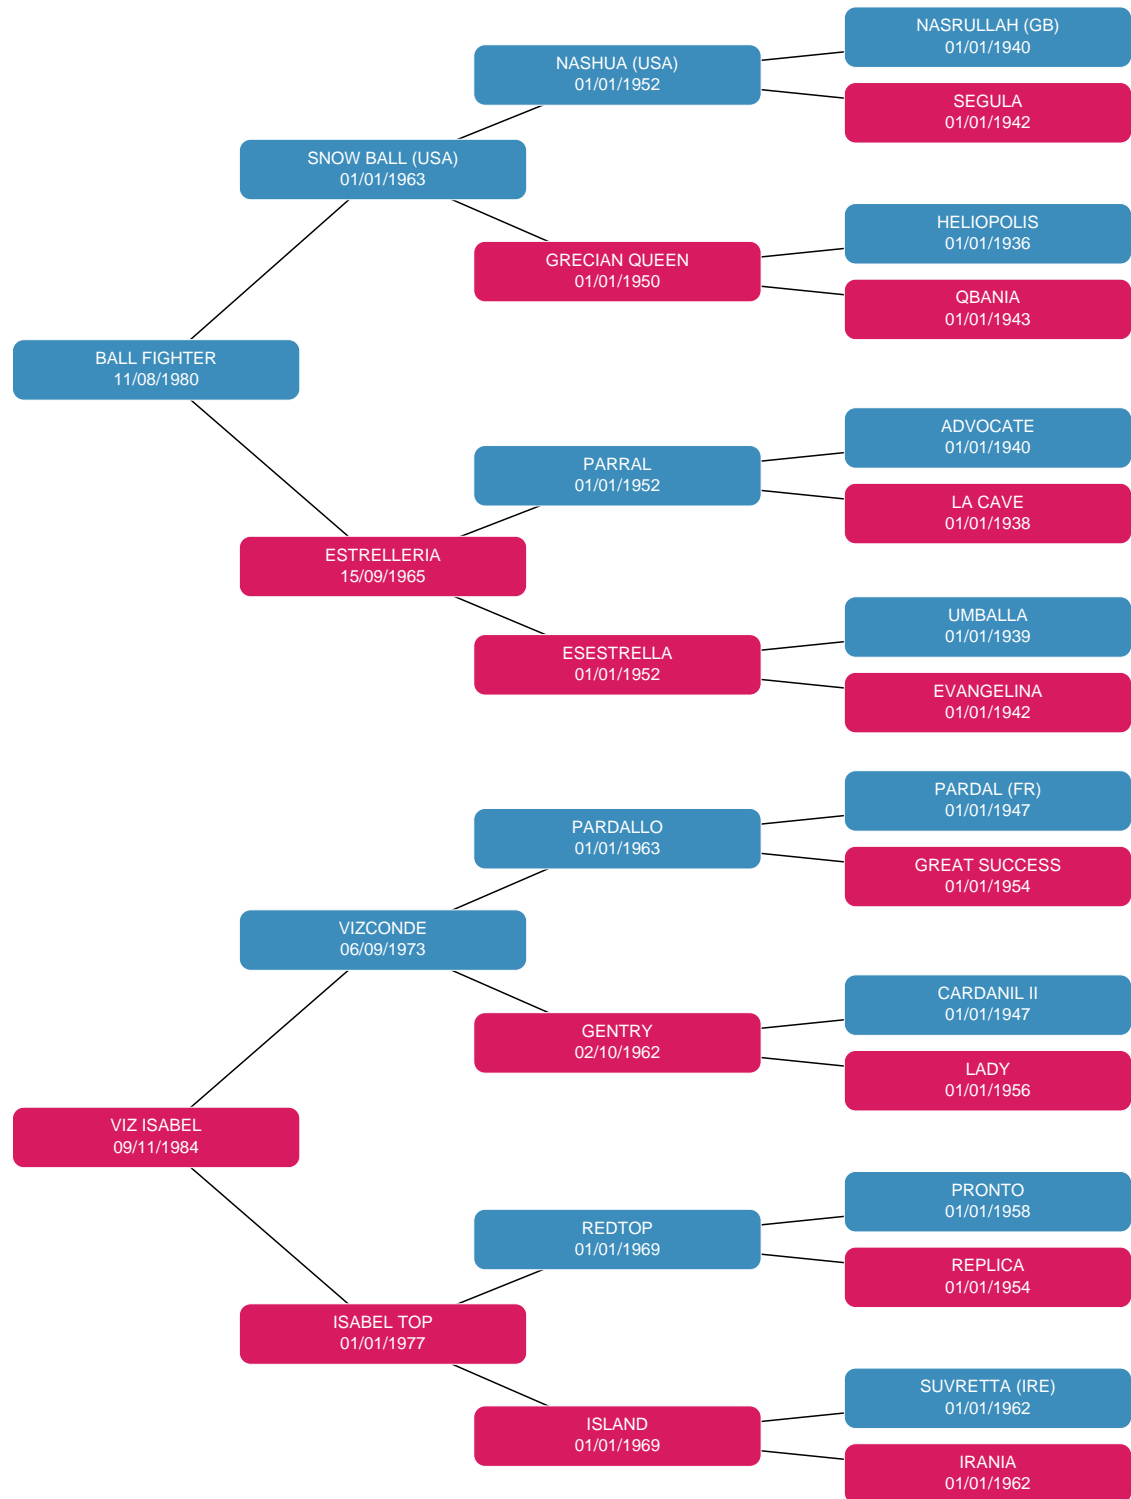 NASRULLAH (GB)
01/01/1940
NASHUA (USA)
01/01/1952
SEGULA
01/01/1942
SNOW BALL (USA)
01/01/1963
HELIOPOLIS
01/01/1936
GRECIAN QUEEN
01/01/1950
QBANIA
01/01/1943
BALL FIGHTER
11/08/1980
ADVOCATE
01/01/1940
PARRAL
01/01/1952
LA CAVE
01/01/1938
ESTRELLERIA
15/09/1965
UMBALLA
01/01/1939
ESESTRELLA
01/01/1952
EVANGELINA
01/01/1942
PARDAL (FR)
01/01/1947
PARDALLO
01/01/1963
GREAT SUCCESS
01/01/1954
VIZCONDE
06/09/1973
CARDANIL II
01/01/1947
GENTRY
02/10/1962
LADY
01/01/1956
VIZ ISABEL
09/11/1984
PRONTO
01/01/1958
REDTOP
01/01/1969
REPLICA
01/01/1954
ISABEL TOP
01/01/1977
SUVRETTA (IRE)
01/01/1962
ISLAND
01/01/1969
IRANIA
01/01/1962